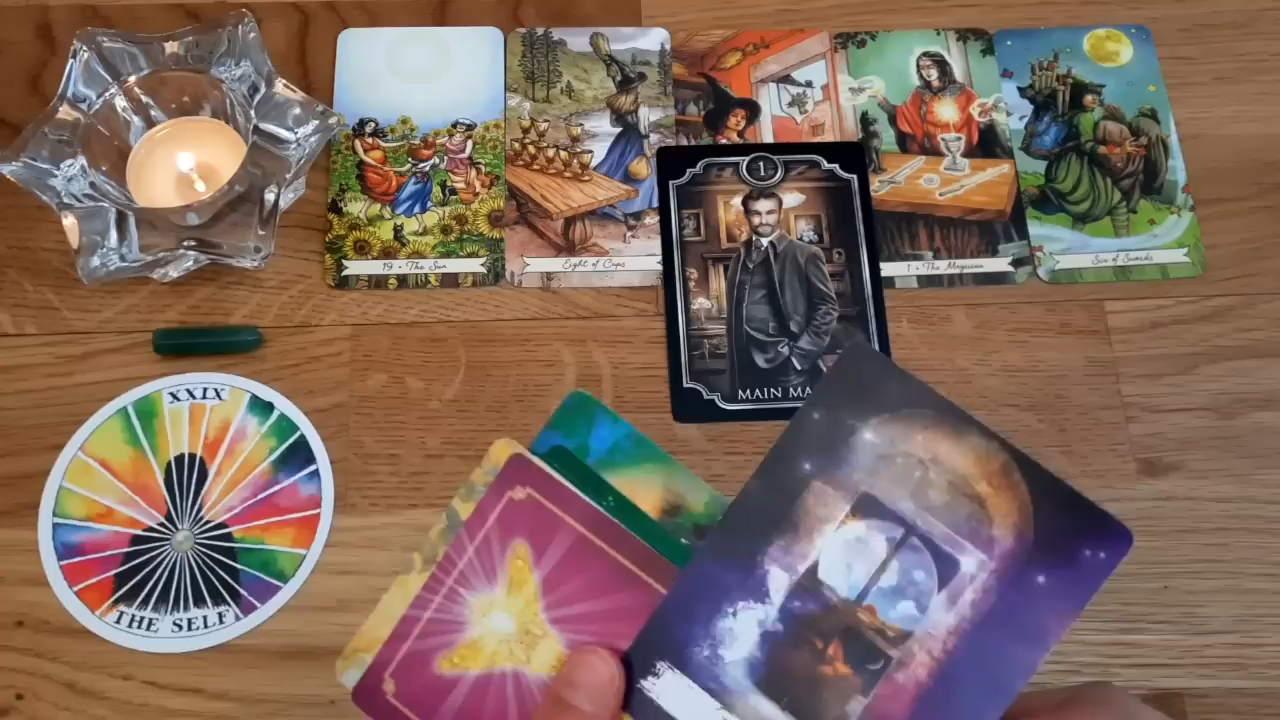 19 • The Sun
Eight of Cups
1 • The Magician
Six of Swords
1
MAIN MA
XXIX
THE SELF